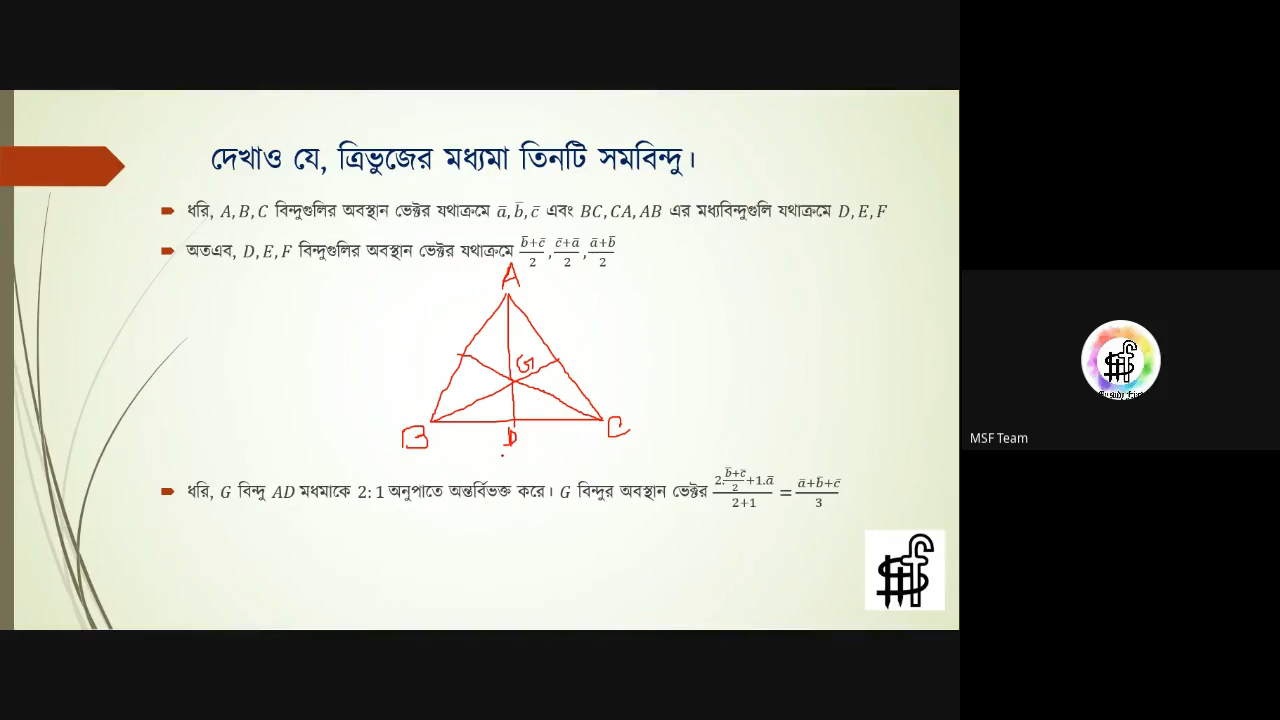 দেখাও যে, ত্রিভুজের মধ্যমা তিনটি সমবিন্দু।
ধরি, A, B, C বিন্দুগুলির অবস্থান ভেক্টর যথাক্রমে a̅, b̅, c̅ এবং BC, CA, AB এর মধ্যবিন্দুগুলি যথাক্রমে D, E, F
অতএব, D, E, F বিন্দুগুলির অবস্থান ভেক্টর যথাক্রমে (b̅+c̅)/2, (c̅+a̅)/2, (a̅+b̅)/2
A
G
B
D
C
ধরি, G বিন্দু AD মধমাকে 2: 1 অনুপাতে অন্তর্বিভক্ত করে। G বিন্দুর অবস্থান ভেক্টর (2.(b̅+c̅)/2+1.a̅)/(2+1) = (a̅+b̅+c̅)/3
MSF Team